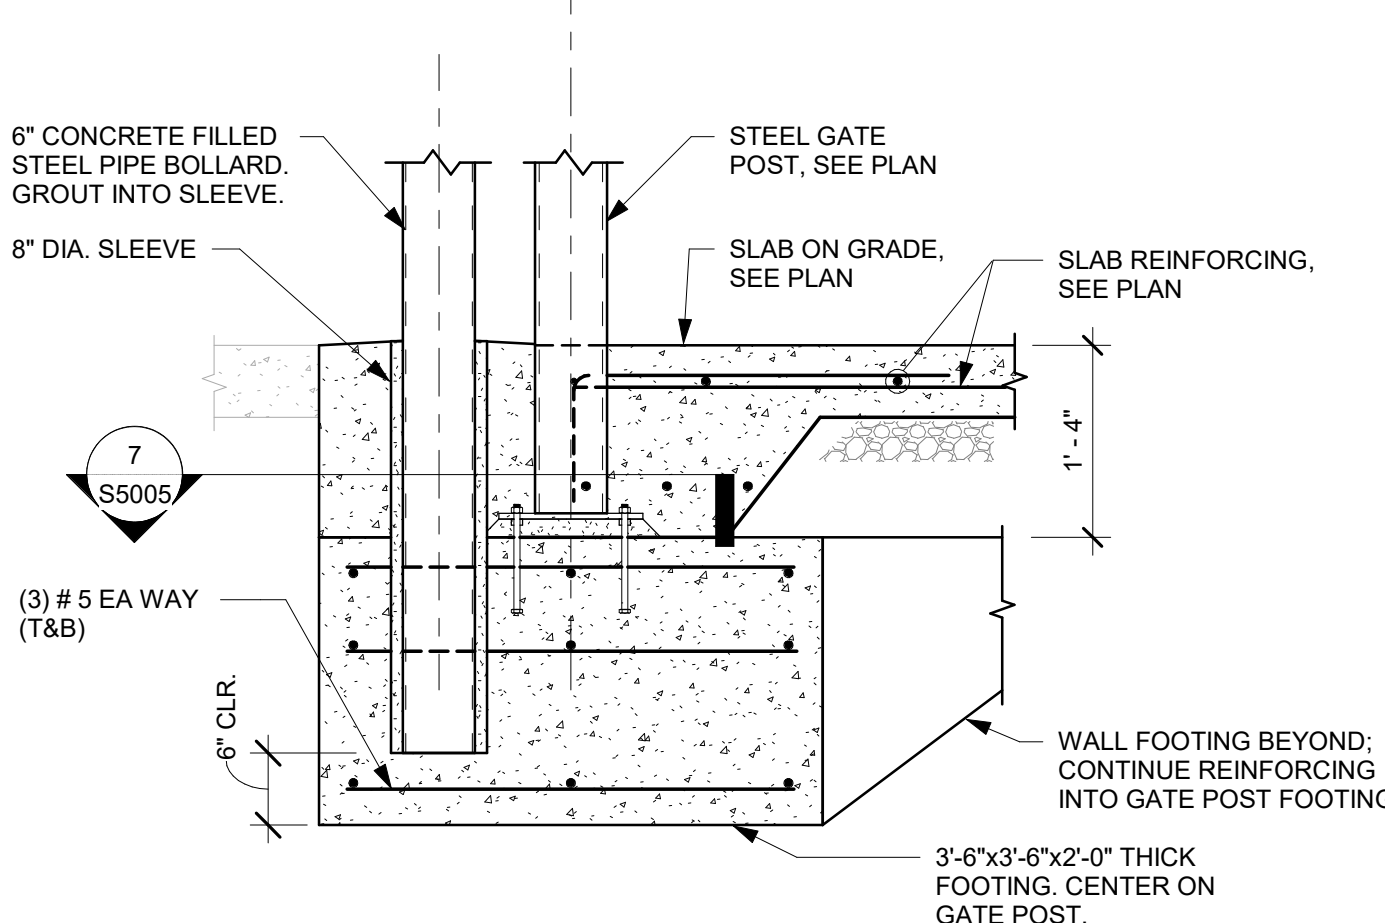 6" CONCRETE FILLED
STEEL PIPE BOLLARD.
GROUT INTO SLEEVE.
8" DIA. SLEEVE
STEEL GATE
POST, SEE PLAN
SLAB ON GRADE,
SEE PLAN
SLAB REINFORCING,
SEE PLAN
1' - 4"
7
S5005
(3) # 5 EA WAY
(T&B)
6" CLR.
WALL FOOTING BEYOND;
CONTINUE REINFORCING
INTO GATE POST FOOTING
3'-6"x3'-6"x2'-0" THICK
FOOTING. CENTER ON
GATE POST.